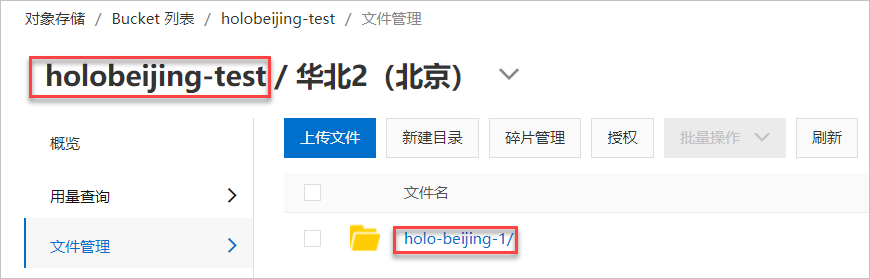 对象存储 / Bucket 列表 / holobeijing-test / 文件管理
holobeijing-test / 华北2（北京）
概览
用量查询
文件管理
上传文件 新建目录 碎片管理 授权 批量操作 刷新
文件名
holo-beijing-1/